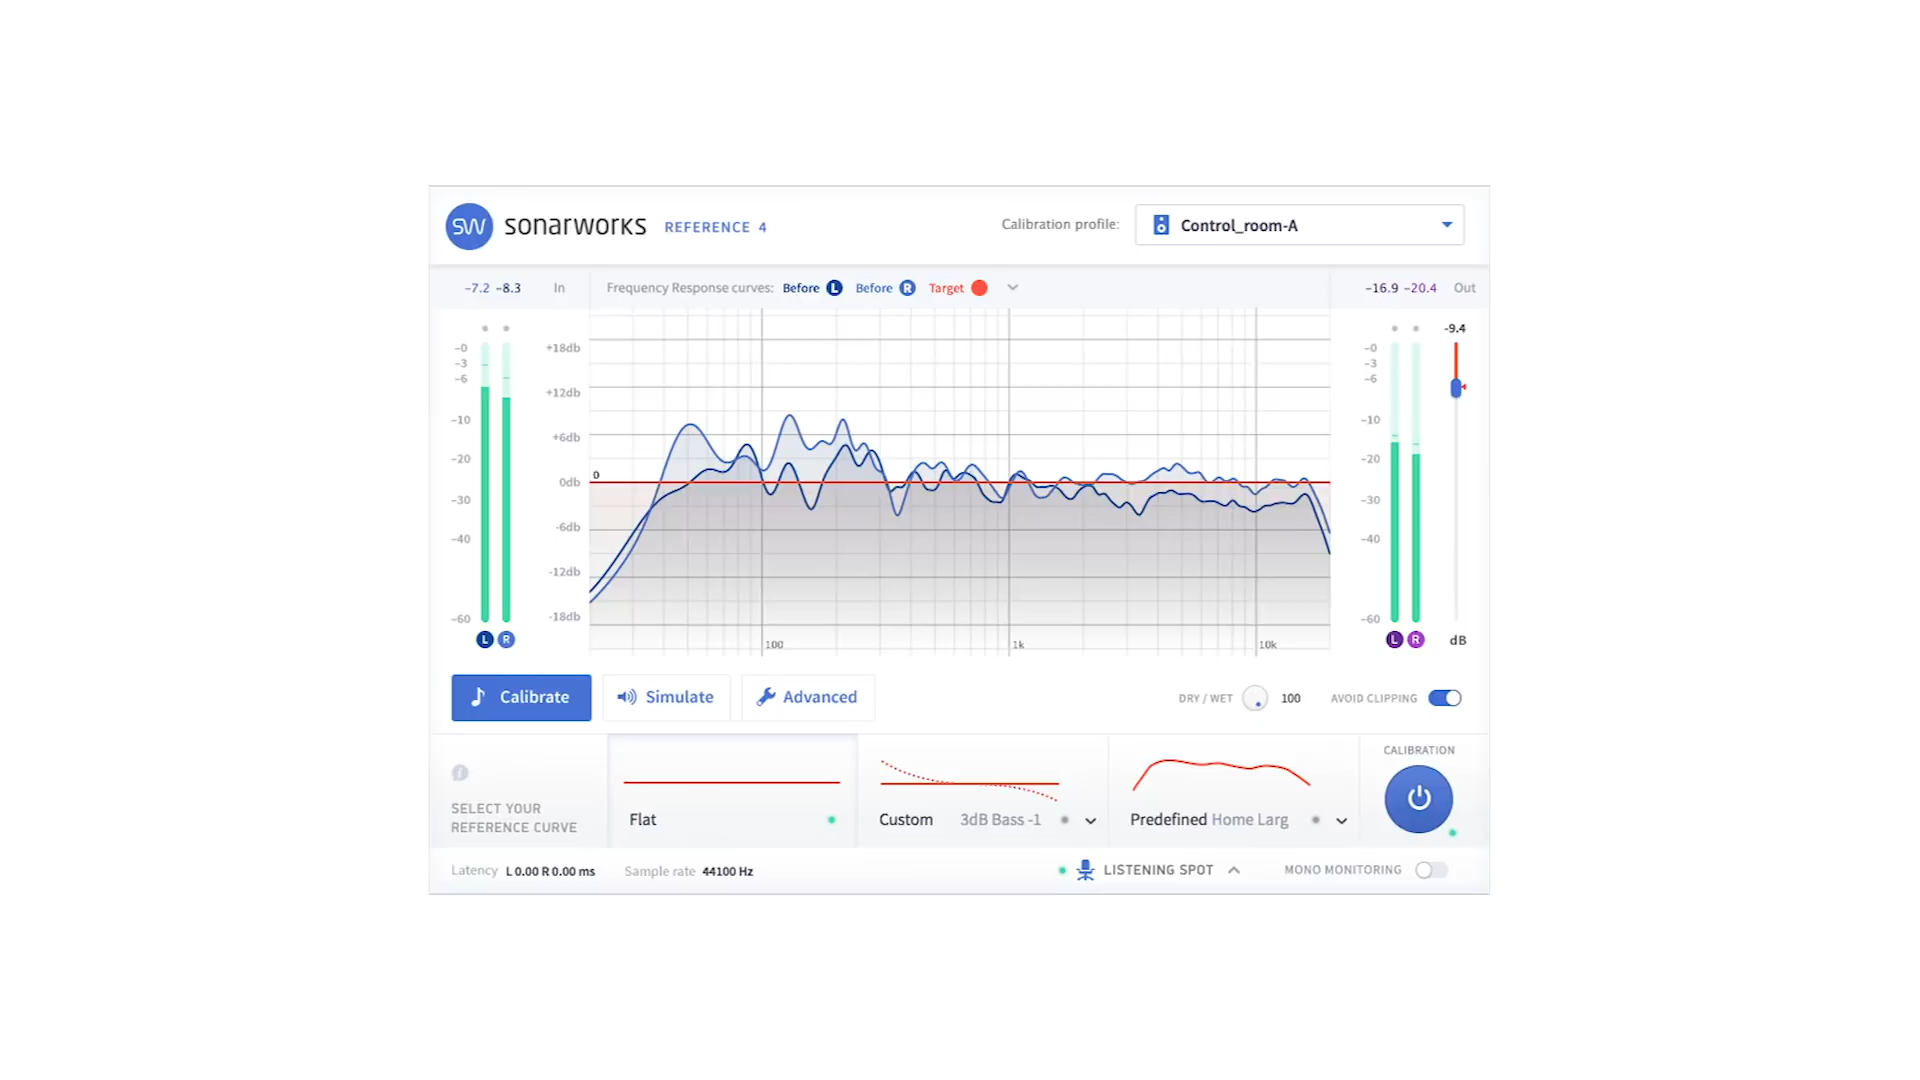 SW sonarworks REFERENCE 4
Calibration profile: Control_room-A
-7.2 -8.3 In
Frequency Response curves: Before L Before R Target
-16.9 -20.4 Out
-9.4
-0
-3
-6
-10
-20
-30
-40
-60
L R
+18db
+12db
+6db
0db
-6db
-12db
-18db
0
100
1k
10k
-0
-3
-6
-10
-20
-30
-40
-60
L R
dB
Calibrate
Simulate
Advanced
DRY / WET 100
AVOID CLIPPING
i
SELECT YOUR
REFERENCE CURVE
Flat
Custom 3dB Bass -1
Predefined Home Larg
CALIBRATION
Latency L 0.00 R 0.00 ms
Sample rate 44100 Hz
LISTENING SPOT
MONO MONITORING